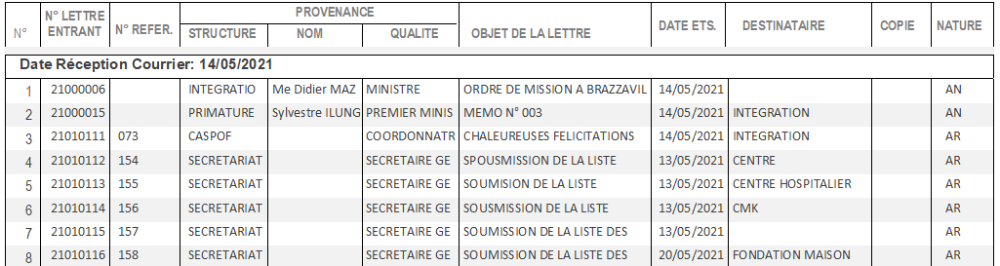 N° N° LETTRE ENTRANT N° REFER. PROVENANCE STRUCTURE NOM QUALITE OBJET DE LA LETTRE DATE ETS. DESTINATAIRE COPIE NATURE
Date Réception Courrier: 14/05/2021
1 21000006 INTEGRATIO Me Didier MAZ MINISTRE ORDRE DE MISSION A BRAZZAVIL 14/05/2021 AN
2 21000015 PRIMATURE Sylvestre ILUNG PREMIER MINIS MEMO N° 003 14/05/2021 INTEGRATION AN
3 21010111 073 CASPOF COORDONNATR CHALEUREUSES FELICITATIONS 14/05/2021 INTEGRATION AR
4 21010112 154 SECRETARIAT SECRETAIRE GE SPOUSMISSION DE LA LISTE 13/05/2021 CENTRE AR
5 21010113 155 SECRETARIAT SECRETAIRE GE SOUMISION DE LA LISTE 13/05/2021 CENTRE HOSPITALIER AR
6 21010114 156 SECRETARIAT SECRETAIRE GE SOUSMISSION DE LA LISTE 13/05/2021 CMK AR
7 21010115 157 SECRETARIAT SECRETAIRE GE SOUMISSION DE LA LISTE DES 13/05/2021 AR
8 21010116 158 SECRETARIAT SECRETAIRE GE SOUMISSION DE LA LISTE DES 20/05/2021 FONDATION MAISON AR